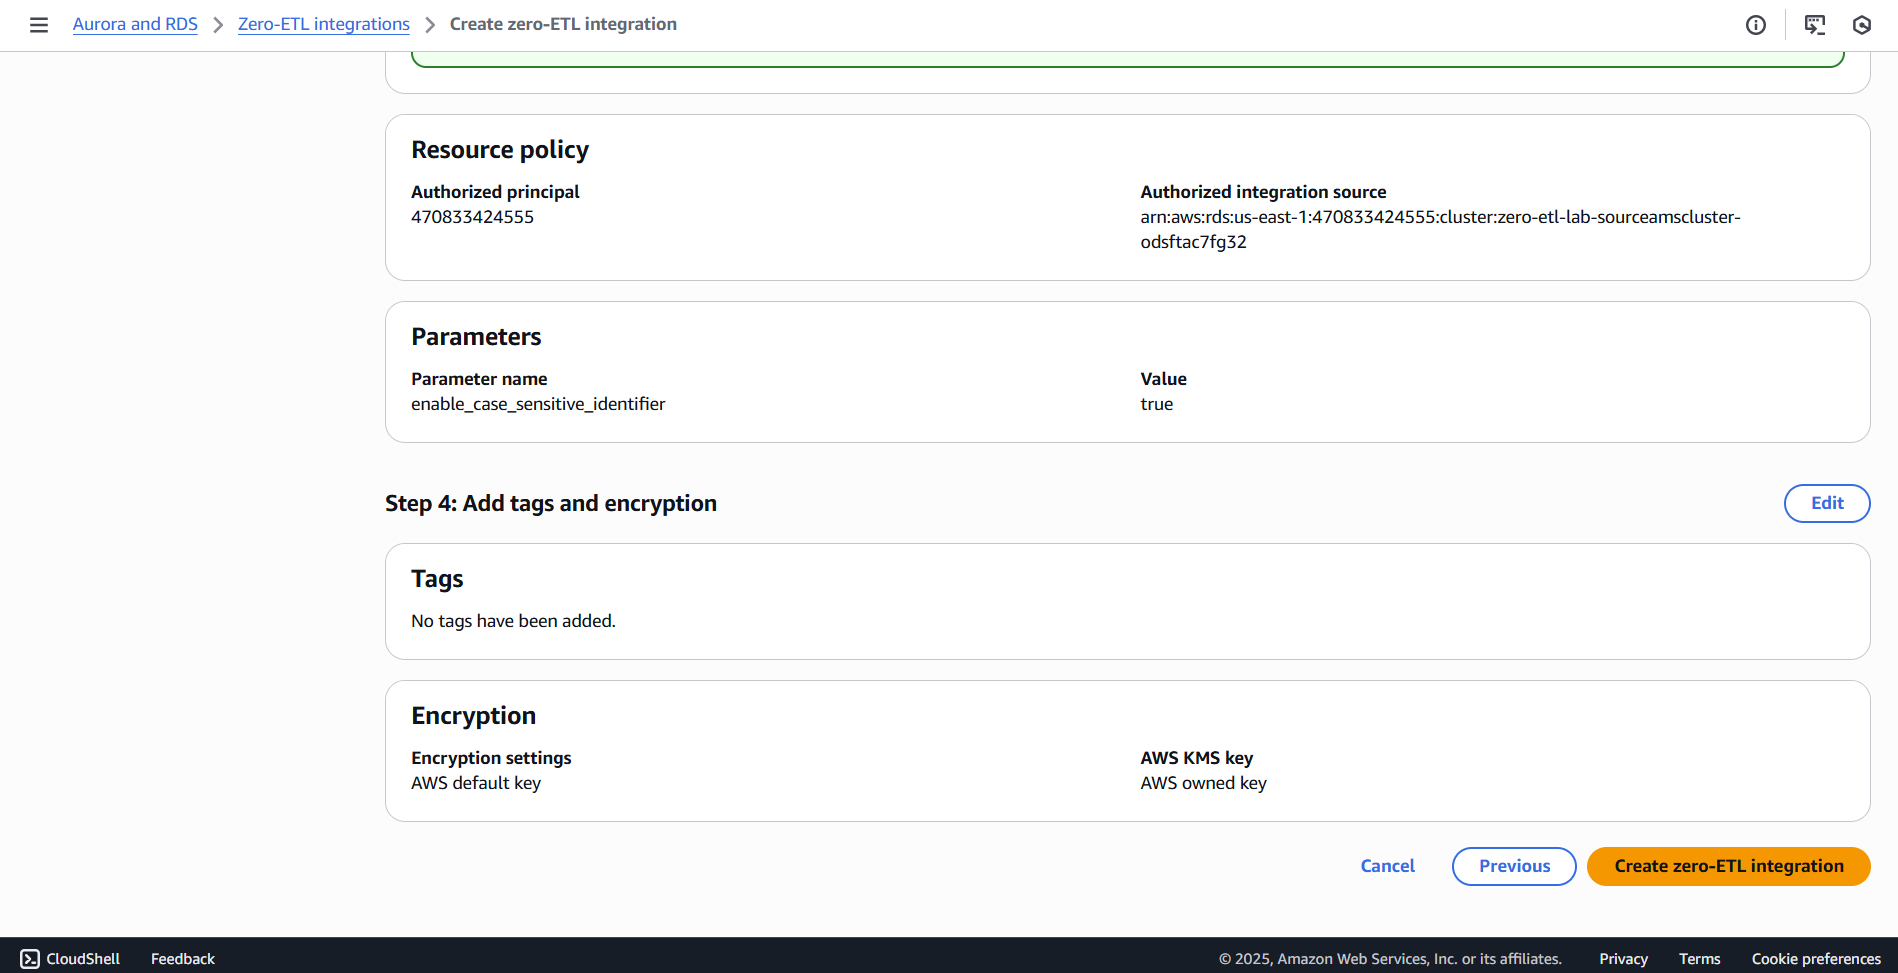 Aurora and RDS > Zero-ETL integrations > Create zero-ETL integration
Resource policy
Authorized principal
470833424555
Authorized integration source
arn:aws:rds:us-east-1:470833424555:cluster:zero-etl-lab-sourceamscluster-
odsftac7fg32
Parameters
Parameter name
enable_case_sensitive_identifier
Value
true
Step 4: Add tags and encryption
Edit
Tags
No tags have been added.
Encryption
Encryption settings
AWS default key
AWS KMS key
AWS owned key
Cancel
Previous
Create zero-ETL integration
CloudShell
Feedback
© 2025, Amazon Web Services, Inc. or its affiliates.
Privacy
Terms
Cookie preferences